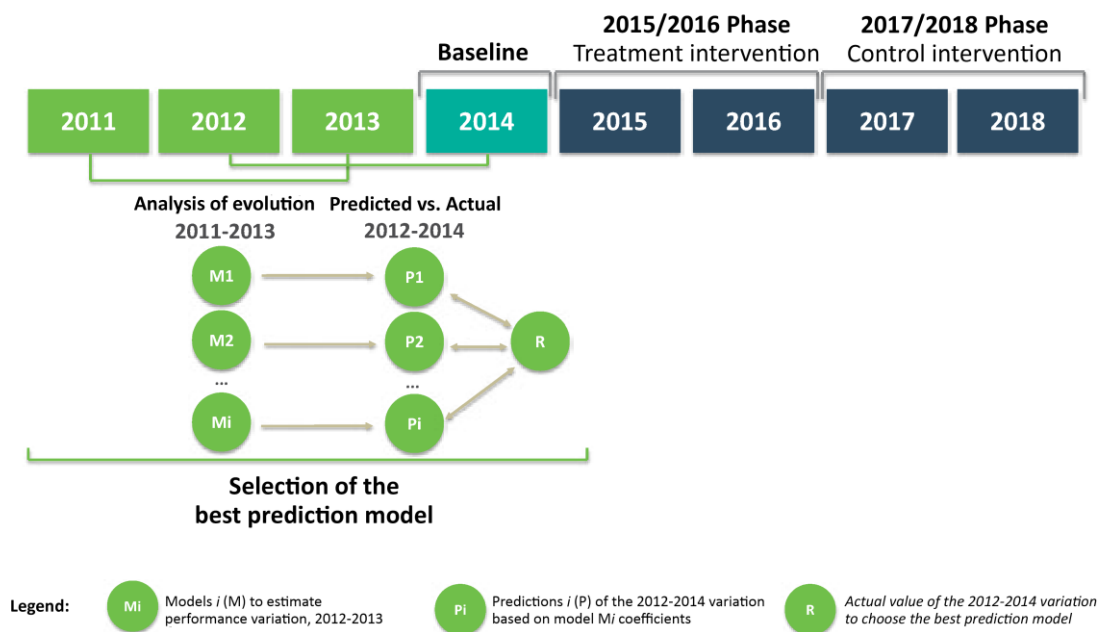 2015/2016 Phase
Treatment intervention
2017/2018 Phase
Control intervention
Baseline
2011
2012
2013
2014
2015
2016
2017
2018
Analysis of evolution
2011-2013
Predicted vs. Actual
2012-2014
M1
P1
M2
P2
R
...
...
Mi
Pi
Selection of the
best prediction model
Legend:
Mi
Models i (M) to estimate
performance variation, 2012-2013
Pi
Predictions i (P) of the 2012-2014 variation
based on model Mi coefficients
R
Actual value of the 2012-2014 variation
to choose the best prediction model